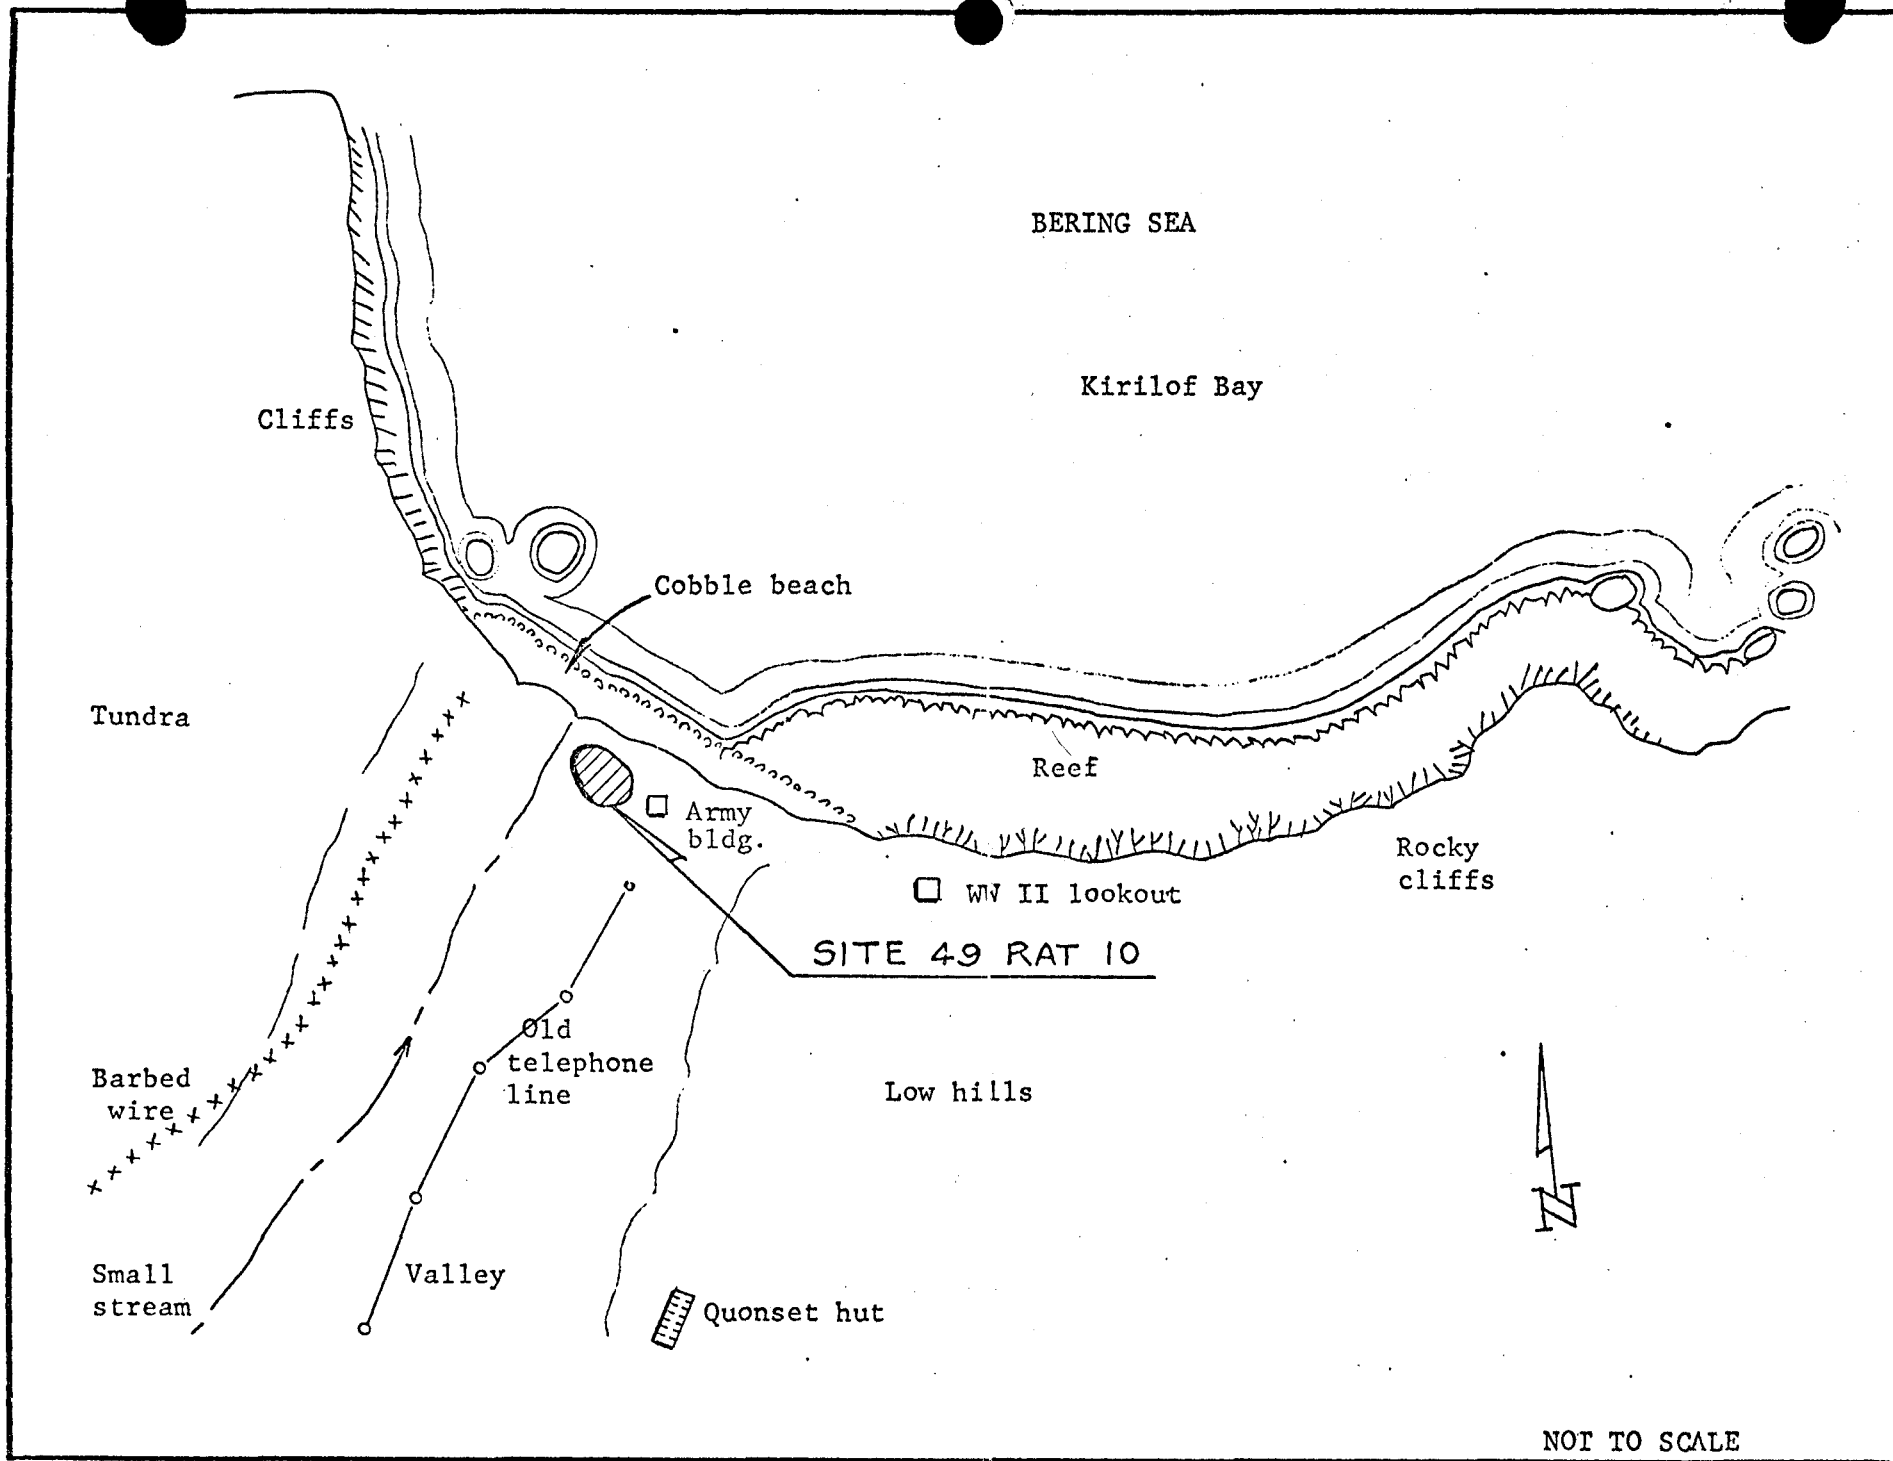 BERING SEA
Kirilof Bay
Cliffs
Cobble beach
Tundra
Reef
Army
bldg.
Rocky
cliffs
WW II lookout
SITE 49 RAT 10
Old
telephone
line
Barbed
wire
Low hills
N
Small
stream
Valley
Quonset hut
NOT TO SCALE